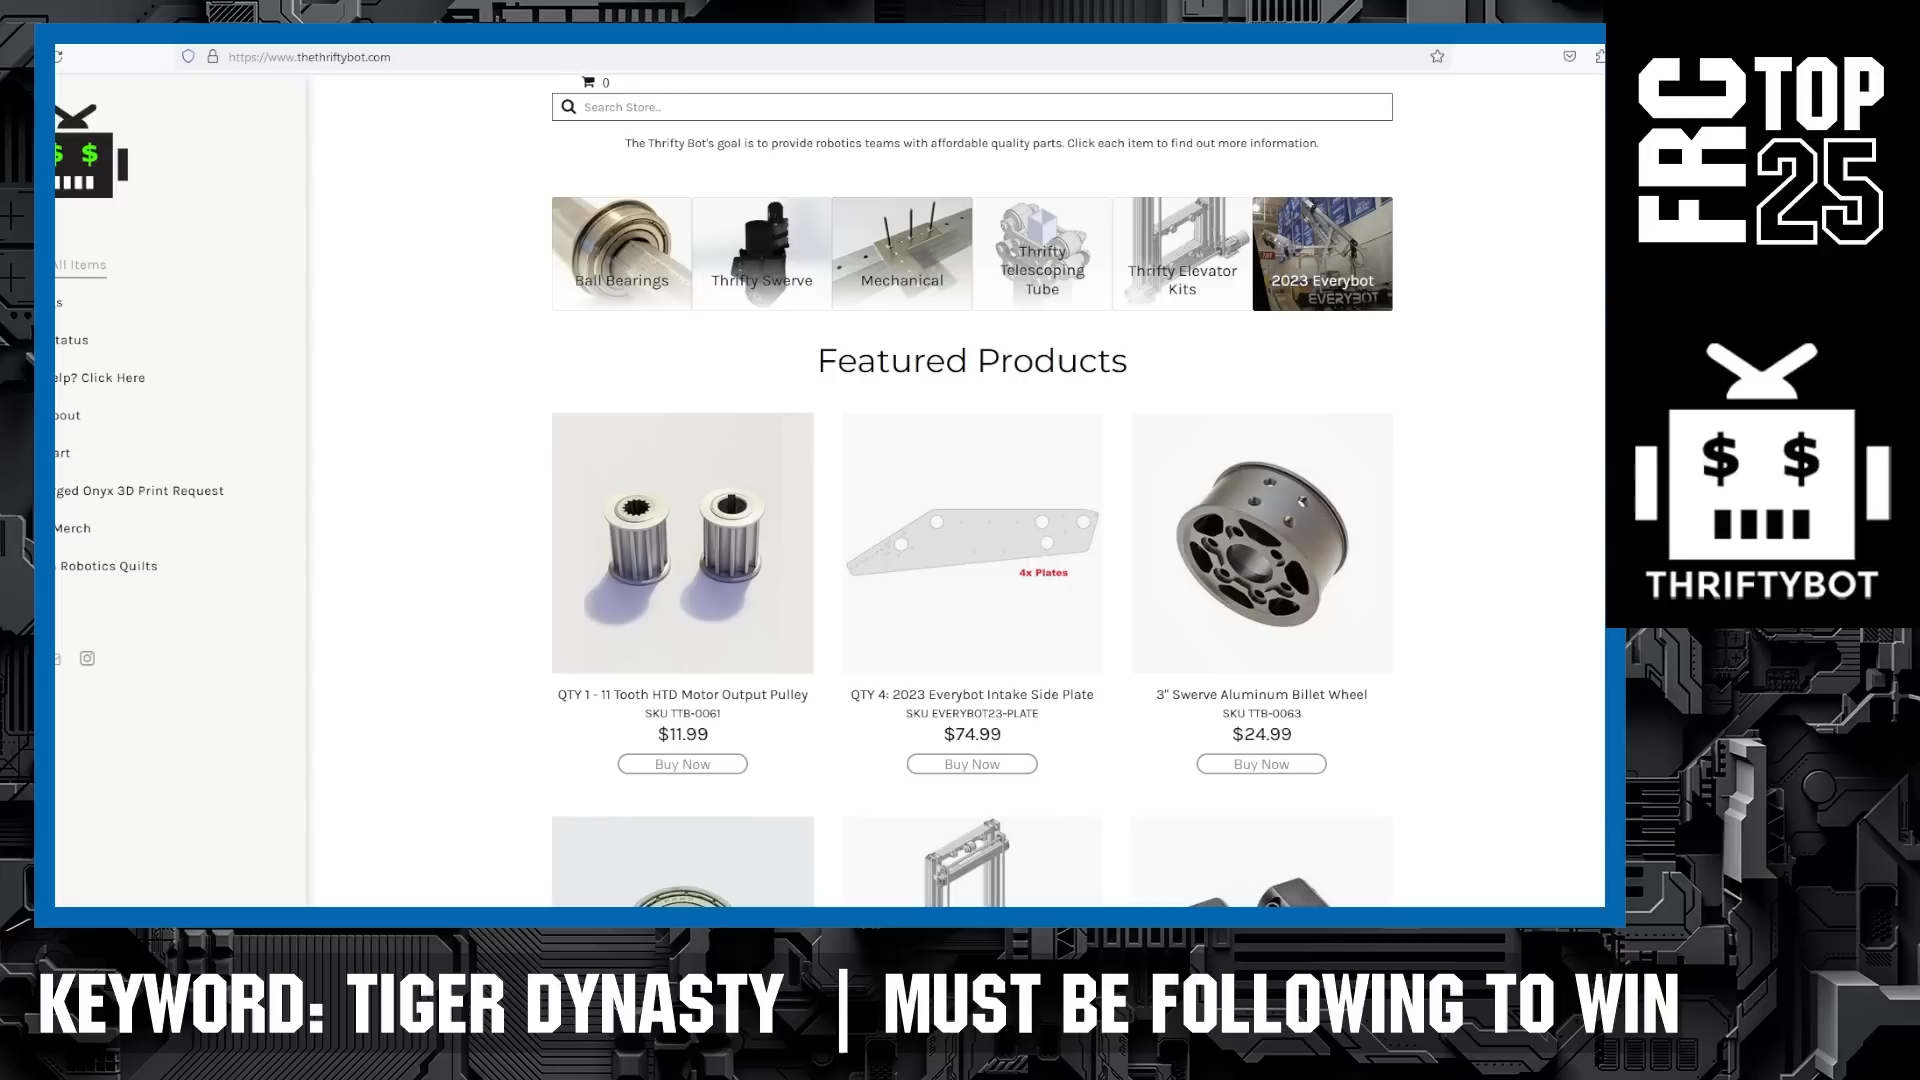 https://www.thethriftybot.com
0
Search Store...
The Thrifty Bot's goal is to provide robotics teams with affordable quality parts. Click each item to find out more information.
Ball Bearings
Thrifty Swerve
Mechanical
Thrifty
Telescoping
Tube
Thrifty Elevator
Kits
2023 Everybot
EVERYBOT
All Items
s
tatus
elp? Click Here
bout
art
rged Onyx 3D Print Request
Merch
Robotics Quilts
Featured Products
4x Plates
QTY 1 - 11 Tooth HTD Motor Output Pulley
SKU TTB-0061
$11.99
Buy Now
QTY 4: 2023 Everybot Intake Side Plate
SKU EVERYBOT23-PLATE
$74.99
Buy Now
3" Swerve Aluminum Billet Wheel
SKU TTB-0063
$24.99
Buy Now
FRC TOP
25
$ $
THRIFTYBOT
KEYWORD: TIGER DYNASTY | MUST BE FOLLOWING TO WIN